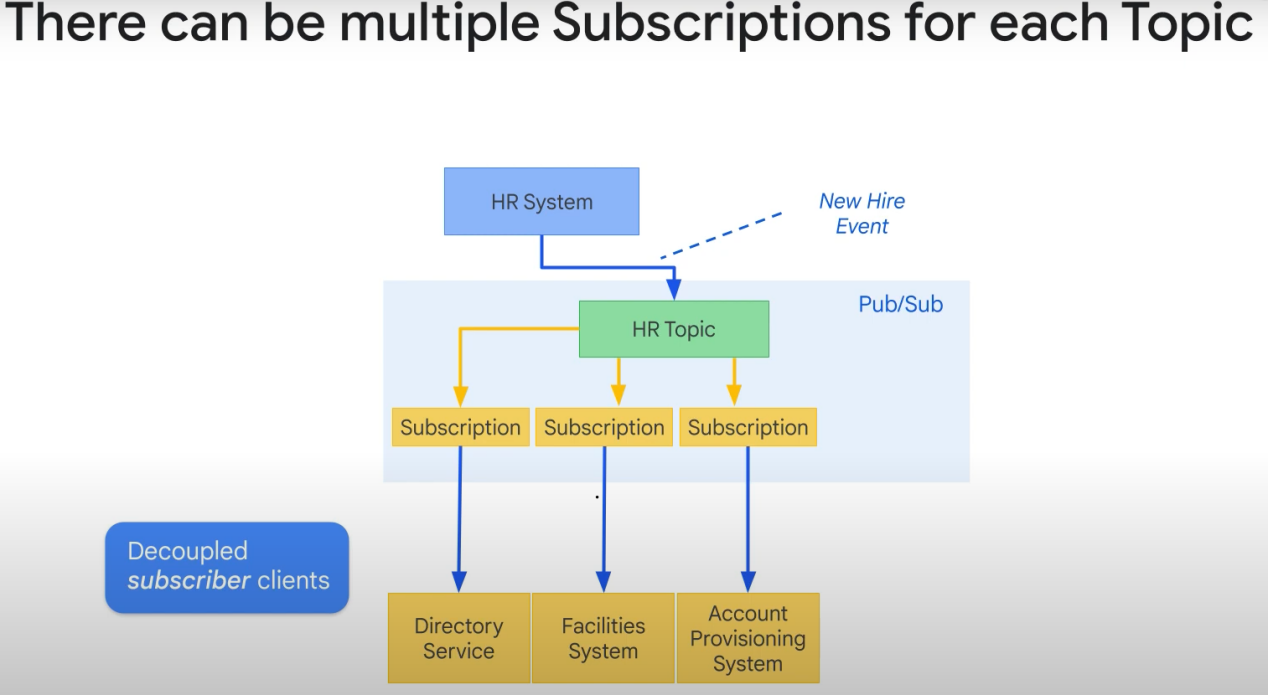 There can be multiple Subscriptions for each Topic
HR System
New Hire
Event
Pub/Sub
HR Topic
Subscription
Subscription
Subscription
Decoupled
subscriber clients
Directory
Service
Facilities
System
Account
Provisioning
System